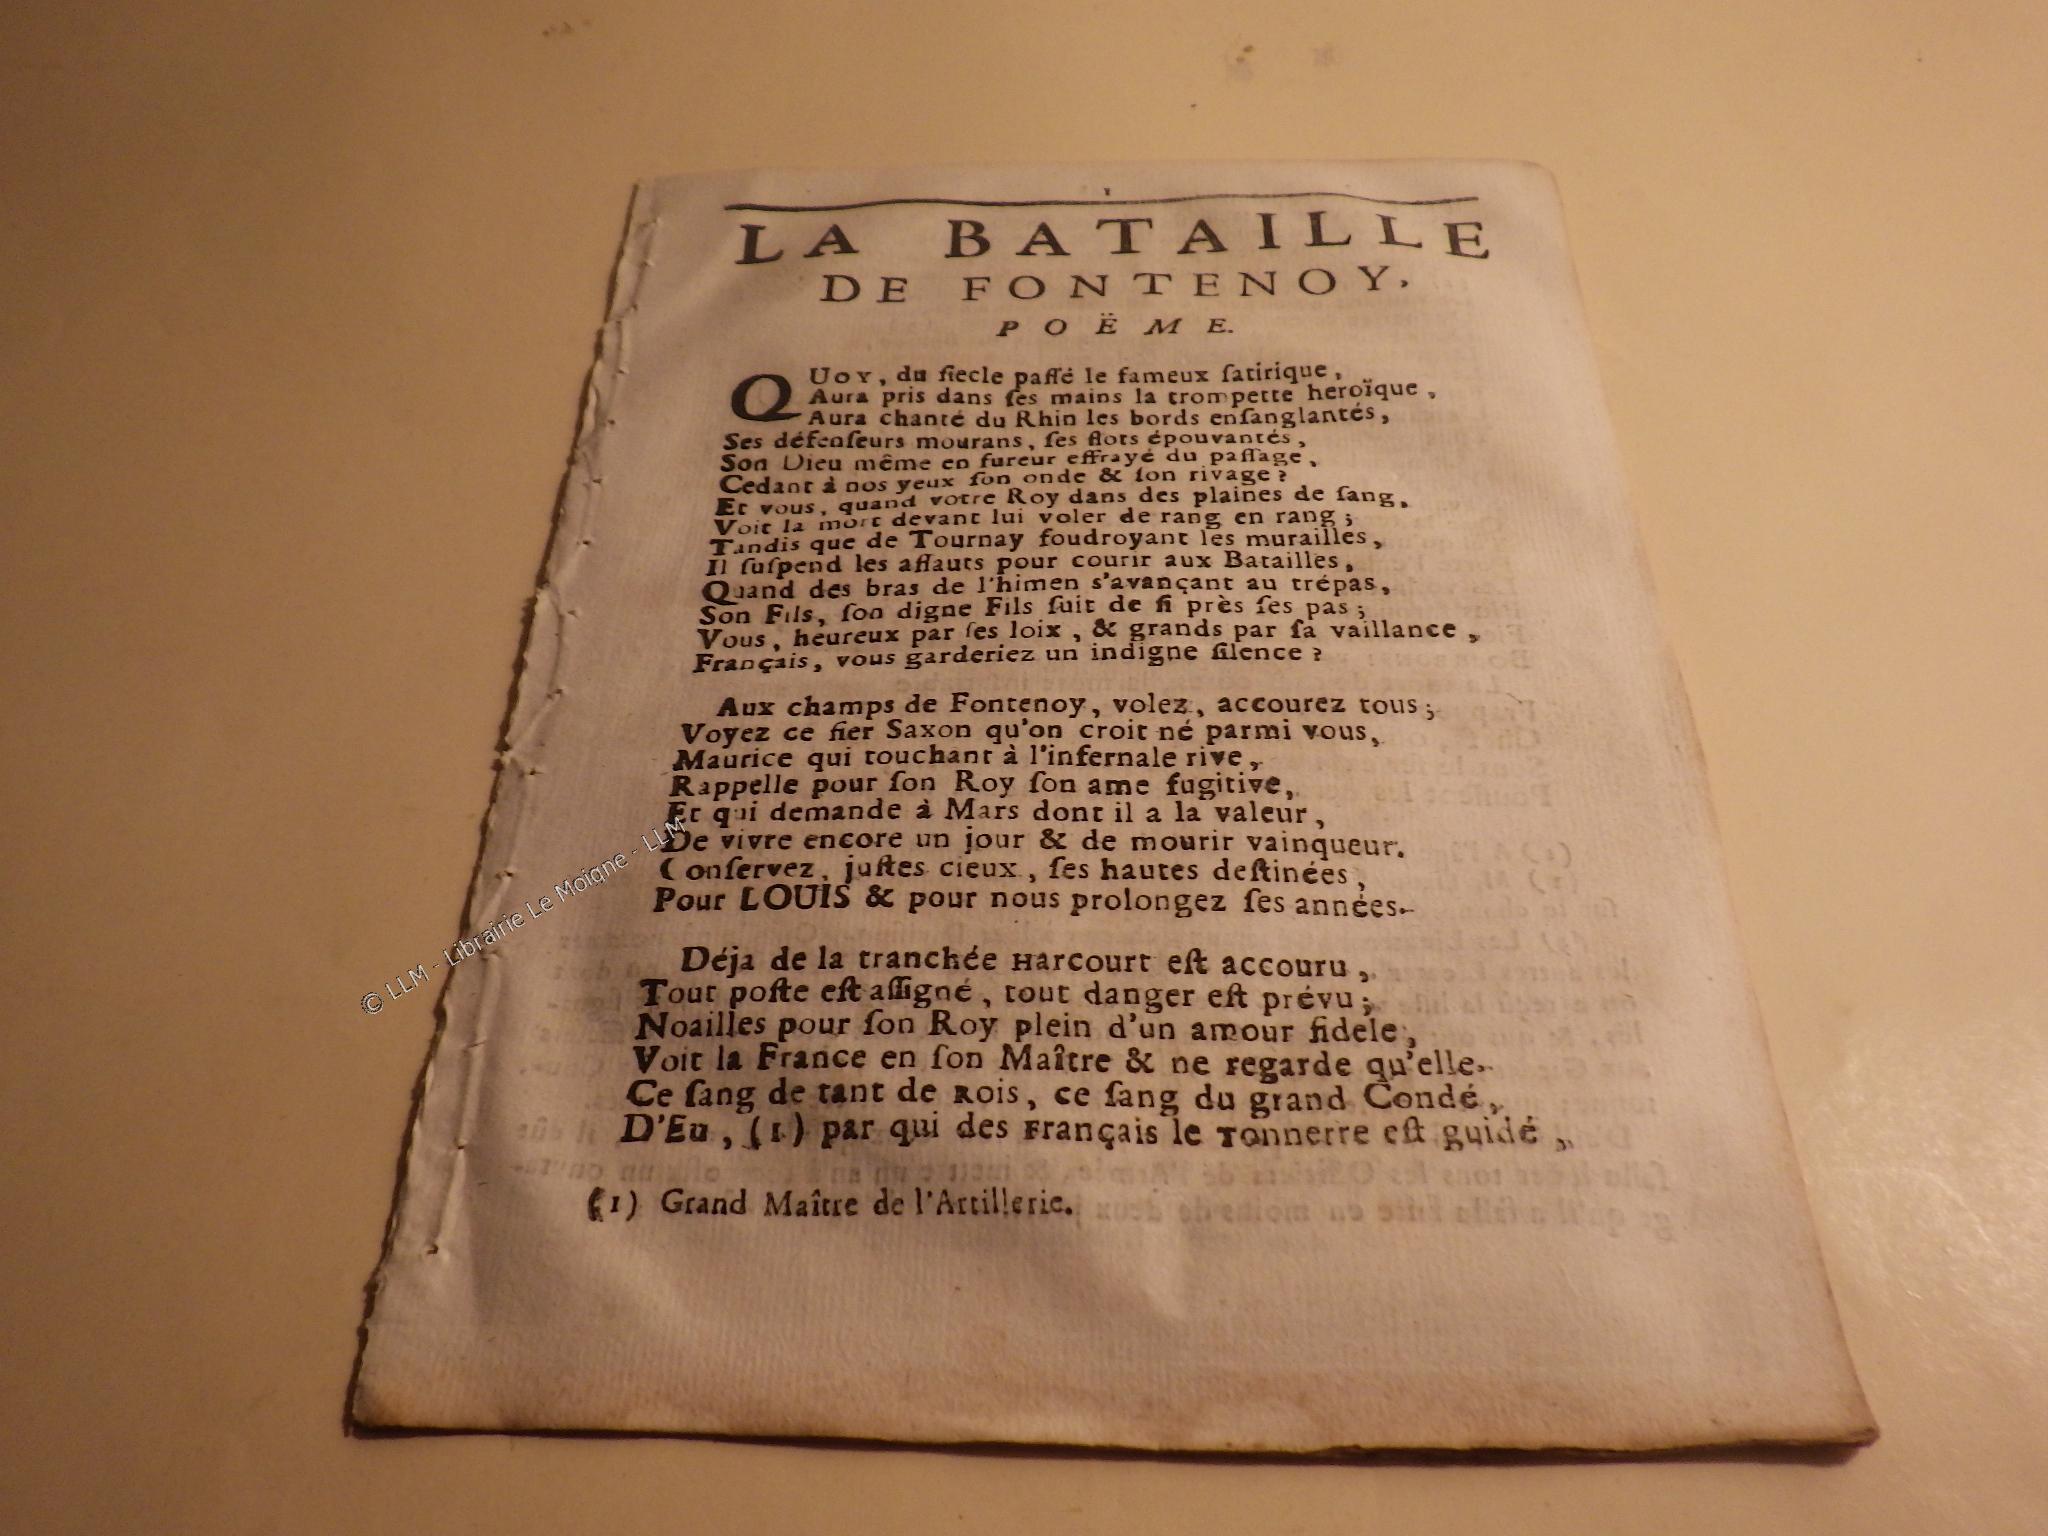 LA BATAILLE
DE FONTENOY,
POËME.
QUOY, du ſiecle paſſé le fameux ſatirique,
Aura pris dans ſes mains la trompette heroïque,
Aura chanté du Rhin les bords enſanglantés,
Ses défenſeurs mourans, ſes flots épouvantés,
Son Dieu même en fureur effrayé du paſſage,
Cedant à nos yeux ſon onde & ſon rivage?
Et vous, quand votre Roy dans des plaines de ſang,
Voit la mort devant lui voler de rang en rang;
Tandis que de Tournay foudroyant les murailles,
Il ſuſpend les aſſauts pour courir aux Batailles,
Quand des bras de l'himen s'avançant au trépas,
Son Fils, ſon digne Fils ſuit de ſi près ſes pas;
Vous, heureux par ſes loix, & grands par ſa vaillance,
Français, vous garderiez un indigne ſilence?
Aux champs de Fontenoy, volez, accourez tous;
Voyez ce fier Saxon qu'on croit né parmi vous,
Maurice qui touchant à l'infernale rive,
Rappelle pour ſon Roy ſon ame fugitive,
Et qui demande à Mars dont il a la valeur,
De vivre encore un jour & de mourir vainqueur.
Conſervez, juſtes cieux, ſes hautes deſtinées,
Pour LOUIS & pour nous prolongez ſes années.
Déja de la tranchée Harcourt eſt accouru,
Tout poſte eſt aſſigné, tout danger eſt prévu;
Noailles pour ſon Roy plein d'un amour fidele,
Voit la France en ſon Maître & ne regarde qu'elle.
Ce ſang de tant de Rois, ce ſang du grand Condé,
D'Eu, (1) par qui des Français le Tonnerre eſt guidé,
(1) Grand Maître de l'Artillerie.
© LLM - Librairie Le Moigne - LLM